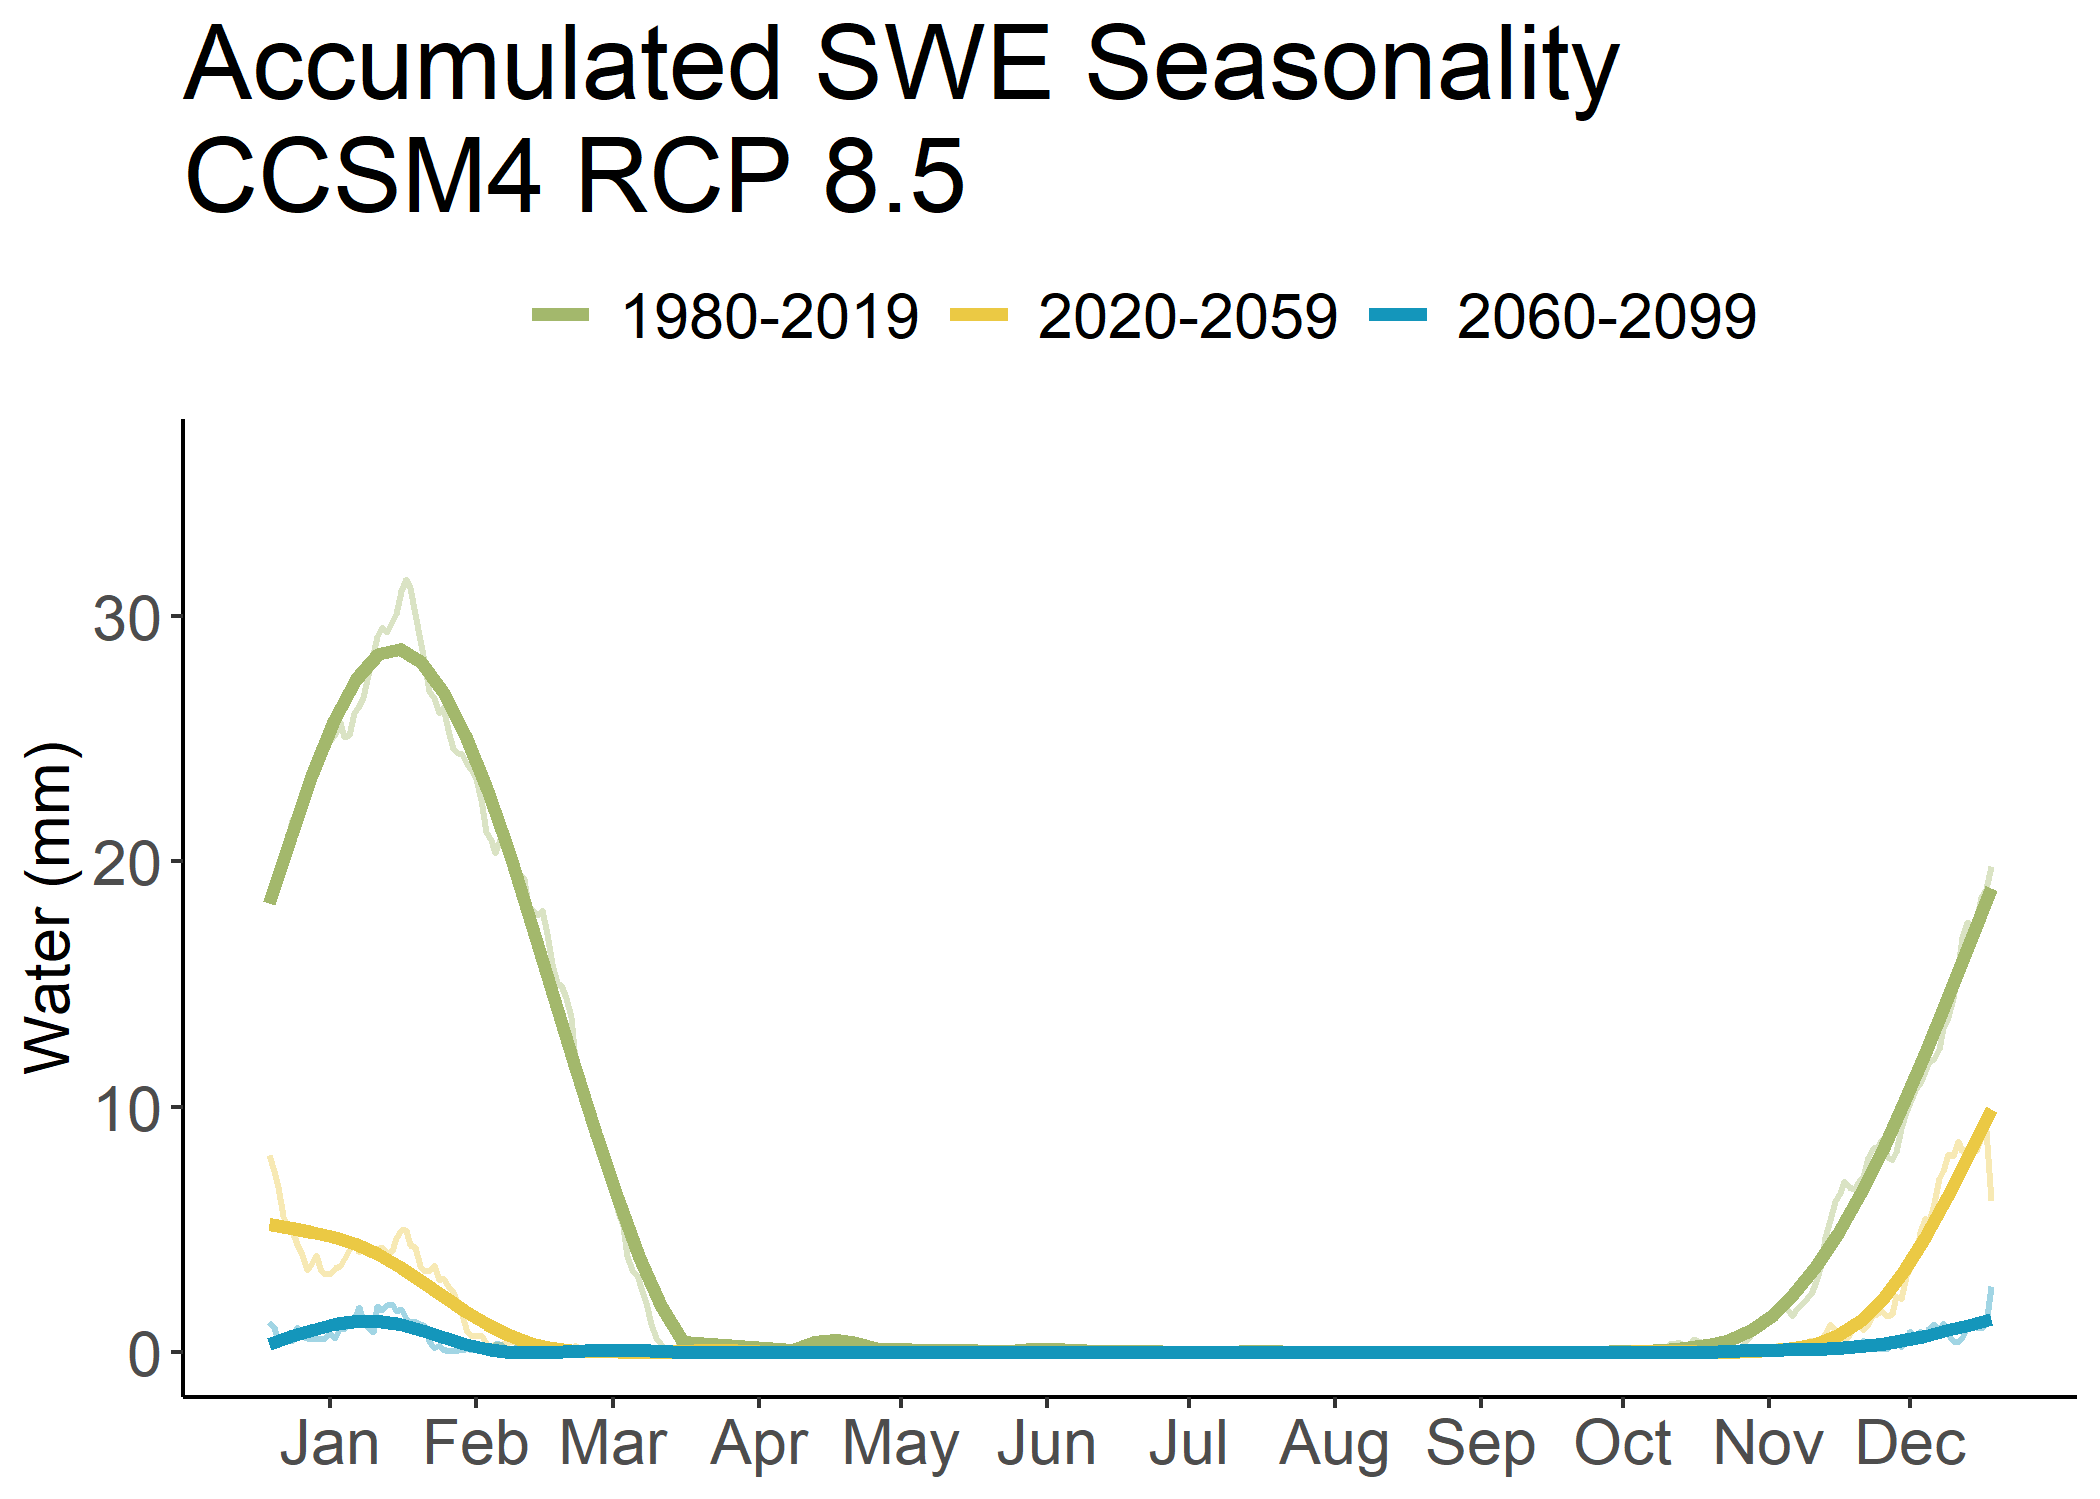 Accumulated SWE Seasonality
CCSM4 RCP 8.5
1980-2019 2020-2059 2060-2099
Water (mm)
30
20
10
0
Jan Feb Mar Apr May Jun Jul Aug Sep Oct Nov Dec